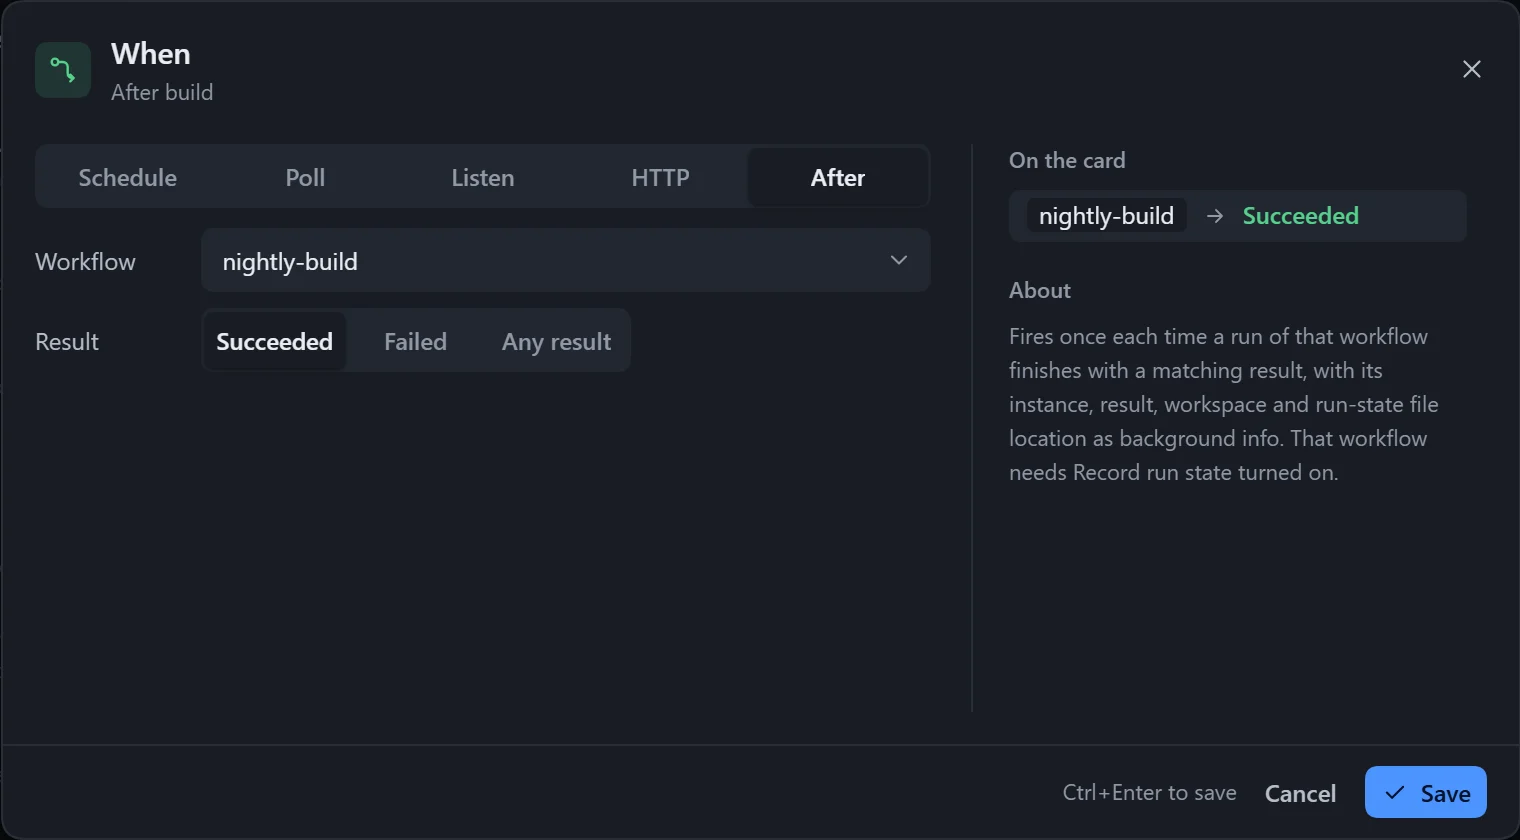 When
After build
Schedule
Poll
Listen
HTTP
After
Workflow
nightly-build
Result
Succeeded
Failed
Any result
On the card
nightly-build → Succeeded
About
Fires once each time a run of that workflow
finishes with a matching result, with its
instance, result, workspace and run-state file
location as background info. That workflow
needs Record run state turned on.
Ctrl+Enter to save
Cancel
Save